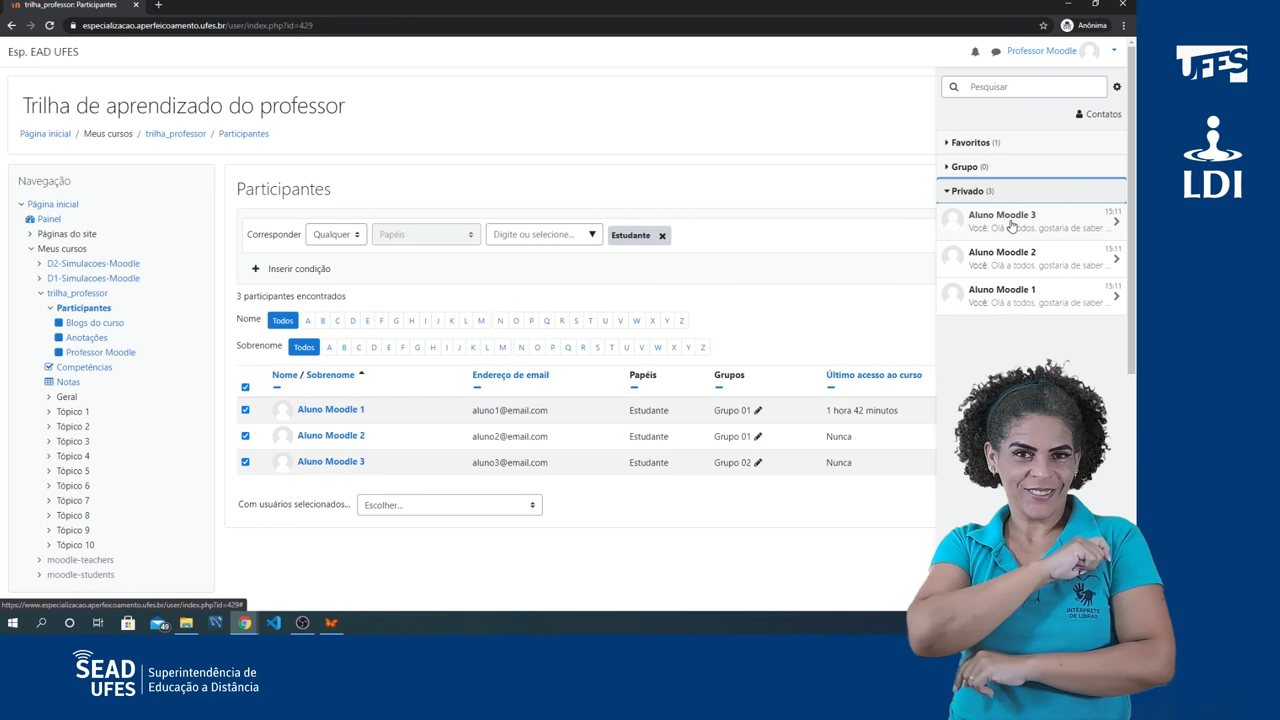 trilha_professor: Participantes
especializacao.aperfeicoamento.ufes.br/user/index.php?id=429
Anônima
Esp. EAD UFES
Professor Moodle
Trilha de aprendizado do professor
Página inicial / Meus cursos / trilha_professor / Participantes
Navegação
Página inicial
Painel
Páginas do site
Meus cursos
D2-Simulacoes-Moodle
D1-Simulacoes-Moodle
trilha_professor
Participantes
Blogs do curso
Anotações
Professor Moodle
Competências
Notas
Geral
Tópico 1
Tópico 2
Tópico 3
Tópico 4
Tópico 5
Tópico 6
Tópico 7
Tópico 8
Tópico 9
Tópico 10
moodle-teachers
moodle-students
Participantes
Corresponder Qualquer Papéis Digite ou selecione... Estudante
Inserir condição
3 participantes encontrados
Nome Todos A B C D E F G H I J K L M N O P Q R S T U V W X Y Z
Sobrenome Todos A B C D E F G H I J K L M N O P Q R S T U V W X Y Z
Nome / Sobrenome Endereço de email Papéis Grupos Último acesso ao curso
Aluno Moodle 1 aluno1@email.com Estudante Grupo 01 1 hora 42 minutos
Aluno Moodle 2 aluno2@email.com Estudante Grupo 01 Nunca
Aluno Moodle 3 aluno3@email.com Estudante Grupo 02 Nunca
Com usuários selecionados... Escolher...
Pesquisar
Contatos
Favoritos (1)
Grupo (0)
Privado (3)
Aluno Moodle 3 15:11
Você: Olá a todos, gostaria de saber ...
Aluno Moodle 2 15:11
Você: Olá a todos, gostaria de saber ...
Aluno Moodle 1 15:11
Você: Olá a todos, gostaria de saber ...
https://www.especializacao.aperfeicoamento.ufes.br/user/index.php?id=429#
49
UFES
LDI
INTÉRPRETE
DE LIBRAS
SEAD
UFES
Superintendência de
Educação a Distância